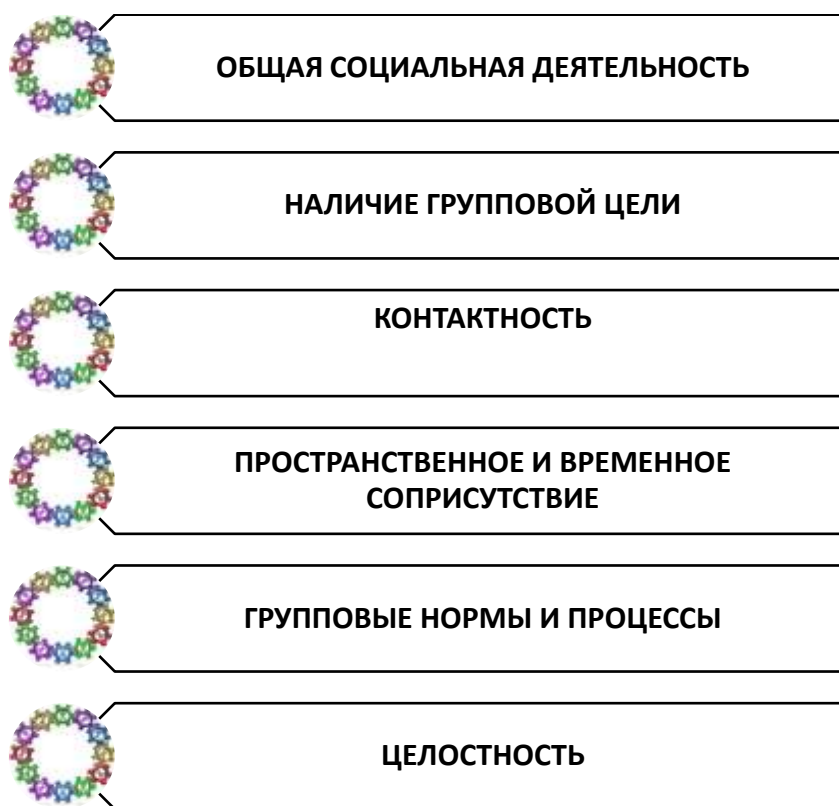 ОБЩАЯ СОЦИАЛЬНАЯ ДЕЯТЕЛЬНОСТЬ
НАЛИЧИЕ ГРУППОВОЙ ЦЕЛИ
КОНТАКТНОСТЬ
ПРОСТРАНСТВЕННОЕ И ВРЕМЕННОЕ
СОПРИСУТСТВИЕ
ГРУППОВЫЕ НОРМЫ И ПРОЦЕССЫ
ЦЕЛОСТНОСТЬ